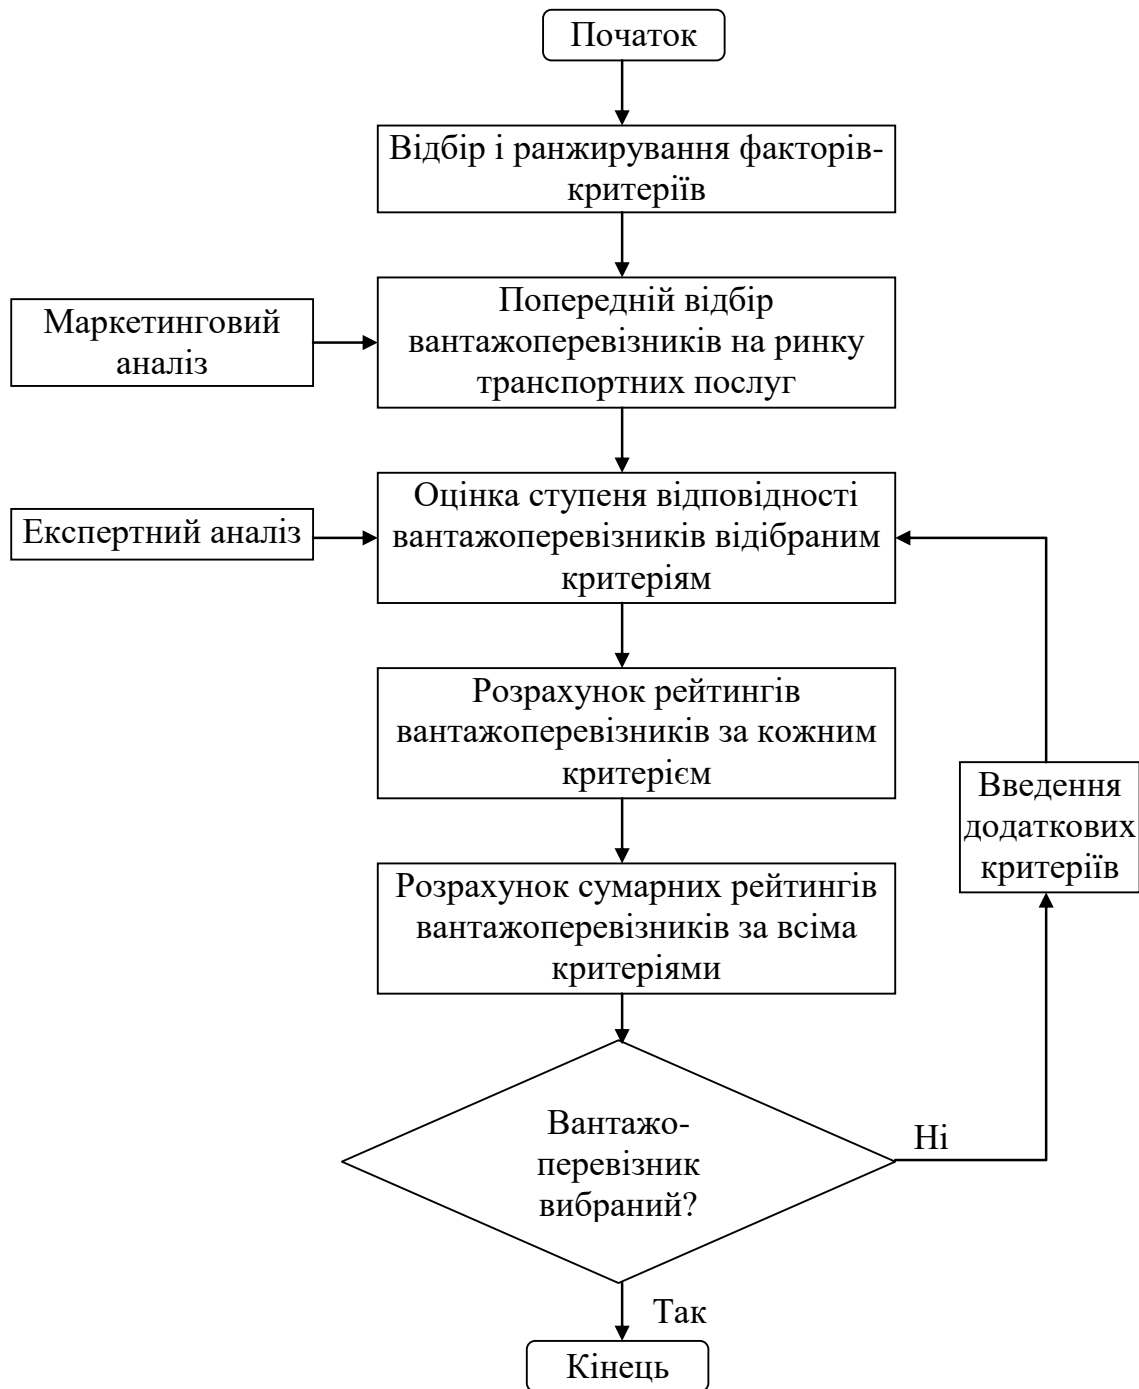 Початок
Відбір і ранжирування факторів-
критеріїв
Попередній відбір
вантажоперевізників на ринку
транспортних послуг
Маркетинговий
аналіз
Оцінка ступеня відповідності
вантажоперевізників відібраним
критеріям
Експертний аналіз
Розрахунок рейтингів
вантажоперевізників за кожним
критерієм
Введення
додаткових
критеріїв
Розрахунок сумарних рейтингів
вантажоперевізників за всіма
критеріями
Вантажо-
перевізник
вибраний?
Ні
Так
Кінець